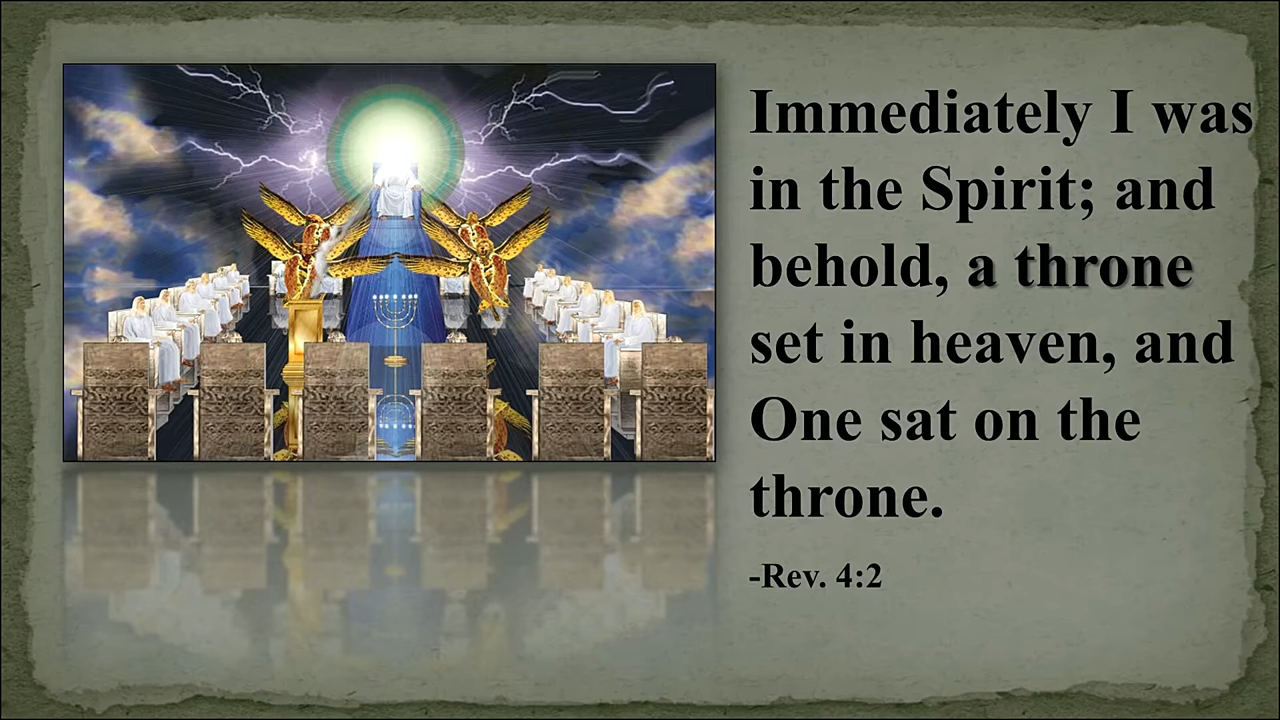 Immediately I was
in the Spirit; and
behold, a throne
set in heaven, and
One sat on the
throne.
-Rev. 4:2